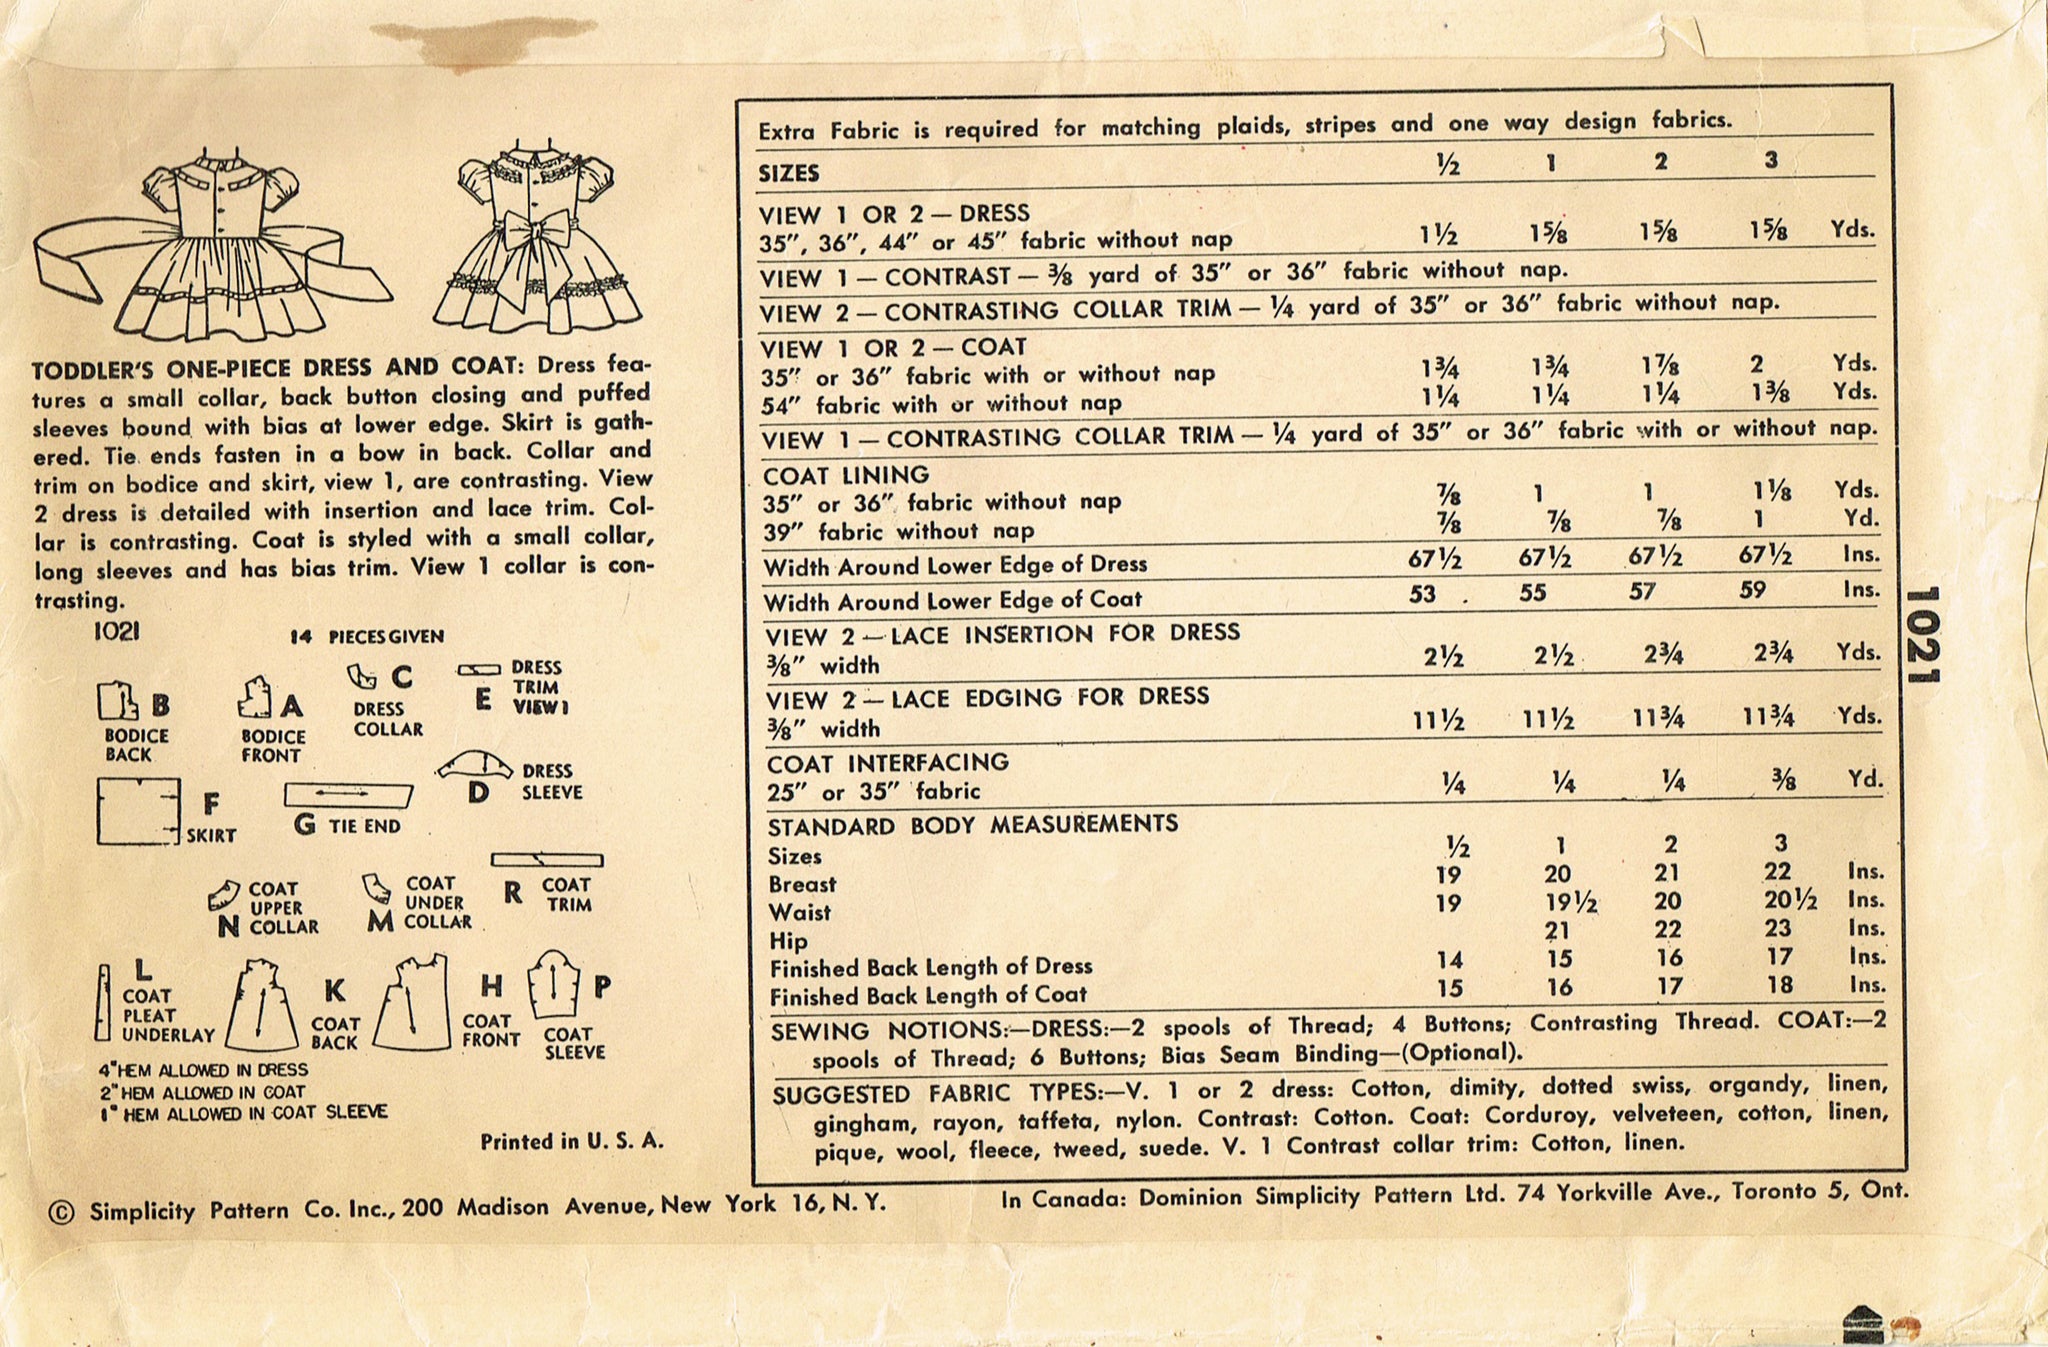 TODDLER'S ONE-PIECE DRESS AND COAT: Dress fea-
tures a small collar, back button closing and puffed
sleeves bound with bias at lower edge. Skirt is gath-
ered. Tie ends fasten in a bow in back. Collar and
trim on bodice and skirt, view 1, are contrasting. View
2 dress is detailed with insertion and lace trim. Col-
lar is contrasting. Coat is styled with a small collar,
long sleeves and has bias trim. View 1 collar is con-
trasting.
1021 14 PIECES GIVEN
B
BODICE
BACK
A
BODICE
FRONT
C
DRESS
COLLAR
E DRESS
TRIM
VIEW 1
F SKIRT
G TIE END
D DRESS
SLEEVE
N COAT
UPPER
COLLAR
M COAT
UNDER
COLLAR
R COAT
TRIM
L
COAT
PLEAT
UNDERLAY
K
COAT
BACK
H
COAT
FRONT
P
COAT
SLEEVE
4" HEM ALLOWED IN DRESS
2" HEM ALLOWED IN COAT
1" HEM ALLOWED IN COAT SLEEVE
Printed in U. S. A.
Extra Fabric is required for matching plaids, stripes and one way design fabrics.
SIZES ½ 1 2 3
VIEW 1 OR 2 — DRESS
35", 36", 44" or 45" fabric without nap 1½ 1⅝ 1⅝ 1⅝ Yds.
VIEW 1 — CONTRAST — ⅜ yard of 35" or 36" fabric without nap.
VIEW 2 — CONTRASTING COLLAR TRIM — ¼ yard of 35" or 36" fabric without nap.
VIEW 1 OR 2 — COAT
35" or 36" fabric with or without nap 1¾ 1¾ 1⅞ 2 Yds.
54" fabric with or without nap 1¼ 1¼ 1¼ 1⅜ Yds.
VIEW 1 — CONTRASTING COLLAR TRIM — ¼ yard of 35" or 36" fabric with or without nap.
COAT LINING
35" or 36" fabric without nap ⅞ 1 1 1⅛ Yds.
39" fabric without nap ⅞ ⅞ ⅞ 1 Yd.
Width Around Lower Edge of Dress 67½ 67½ 67½ 67½ Ins.
Width Around Lower Edge of Coat 53 55 57 59 Ins.
VIEW 2 — LACE INSERTION FOR DRESS
⅜" width 2½ 2½ 2¾ 2¾ Yds.
VIEW 2 — LACE EDGING FOR DRESS
⅜" width 11½ 11½ 11¾ 11¾ Yds.
COAT INTERFACING
25" or 35" fabric ¼ ¼ ¼ ⅜ Yd.
STANDARD BODY MEASUREMENTS
Sizes ½ 1 2 3
Breast 19 20 21 22 Ins.
Waist 19 19½ 20 20½ Ins.
Hip 21 22 23 Ins.
Finished Back Length of Dress 14 15 16 17 Ins.
Finished Back Length of Coat 15 16 17 18 Ins.
SEWING NOTIONS:—DRESS:—2 spools of Thread; 4 Buttons; Contrasting Thread. COAT:—2
spools of Thread; 6 Buttons; Bias Seam Binding—(Optional).
SUGGESTED FABRIC TYPES:—V. 1 or 2 dress: Cotton, dimity, dotted swiss, organdy, linen,
gingham, rayon, taffeta, nylon. Contrast: Cotton. Coat: Corduroy, velveteen, cotton, linen,
pique, wool, fleece, tweed, suede. V. 1 Contrast collar trim: Cotton, linen.
1021
© Simplicity Pattern Co. Inc., 200 Madison Avenue, New York 16, N. Y. In Canada: Dominion Simplicity Pattern Ltd. 74 Yorkville Ave., Toronto 5, Ont.